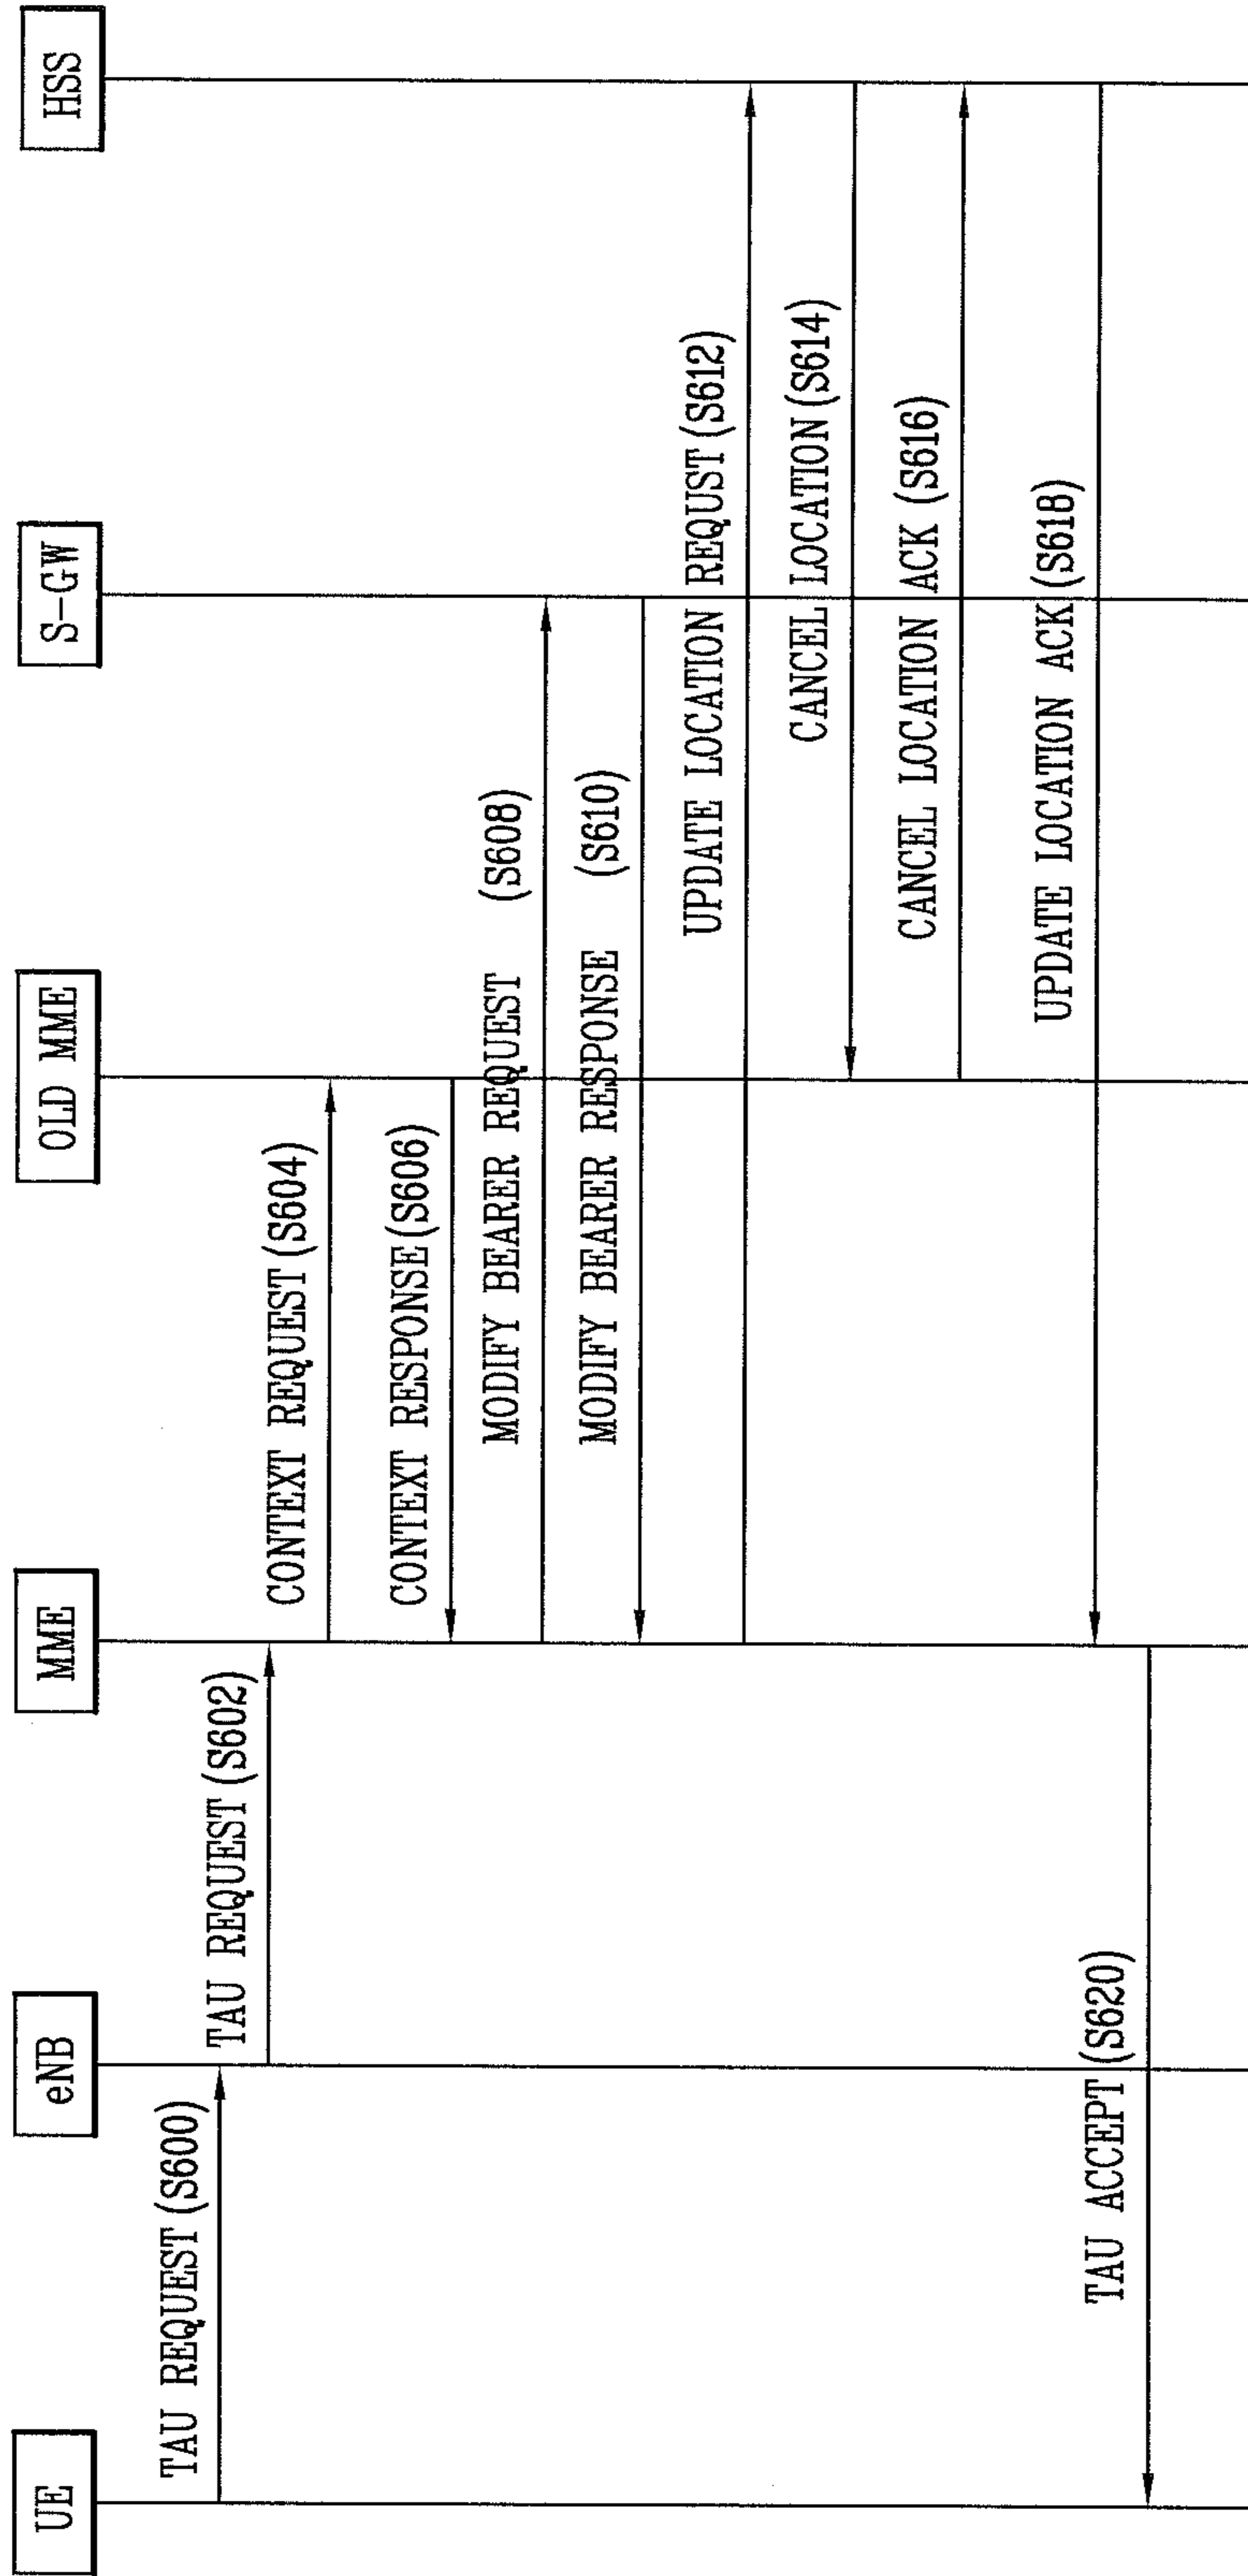 UE
eNB
MME
OLD MME
S-GW
HSS
TAU REQUEST(S600)
TAU REQUEST(S602)
CONTEXT REQUEST(S604)
CONTEXT RESPONSE(S606)
MODIFY BEARER REQUEST (S608)
MODIFY BEARER RESPONSE (S610)
UPDATE LOCATION REQUST(S612)
CANCEL LOCATION(S614)
CANCEL LOCATION ACK(S616)
UPDATE LOCATION ACK(S618)
TAU ACCEPT(S620)